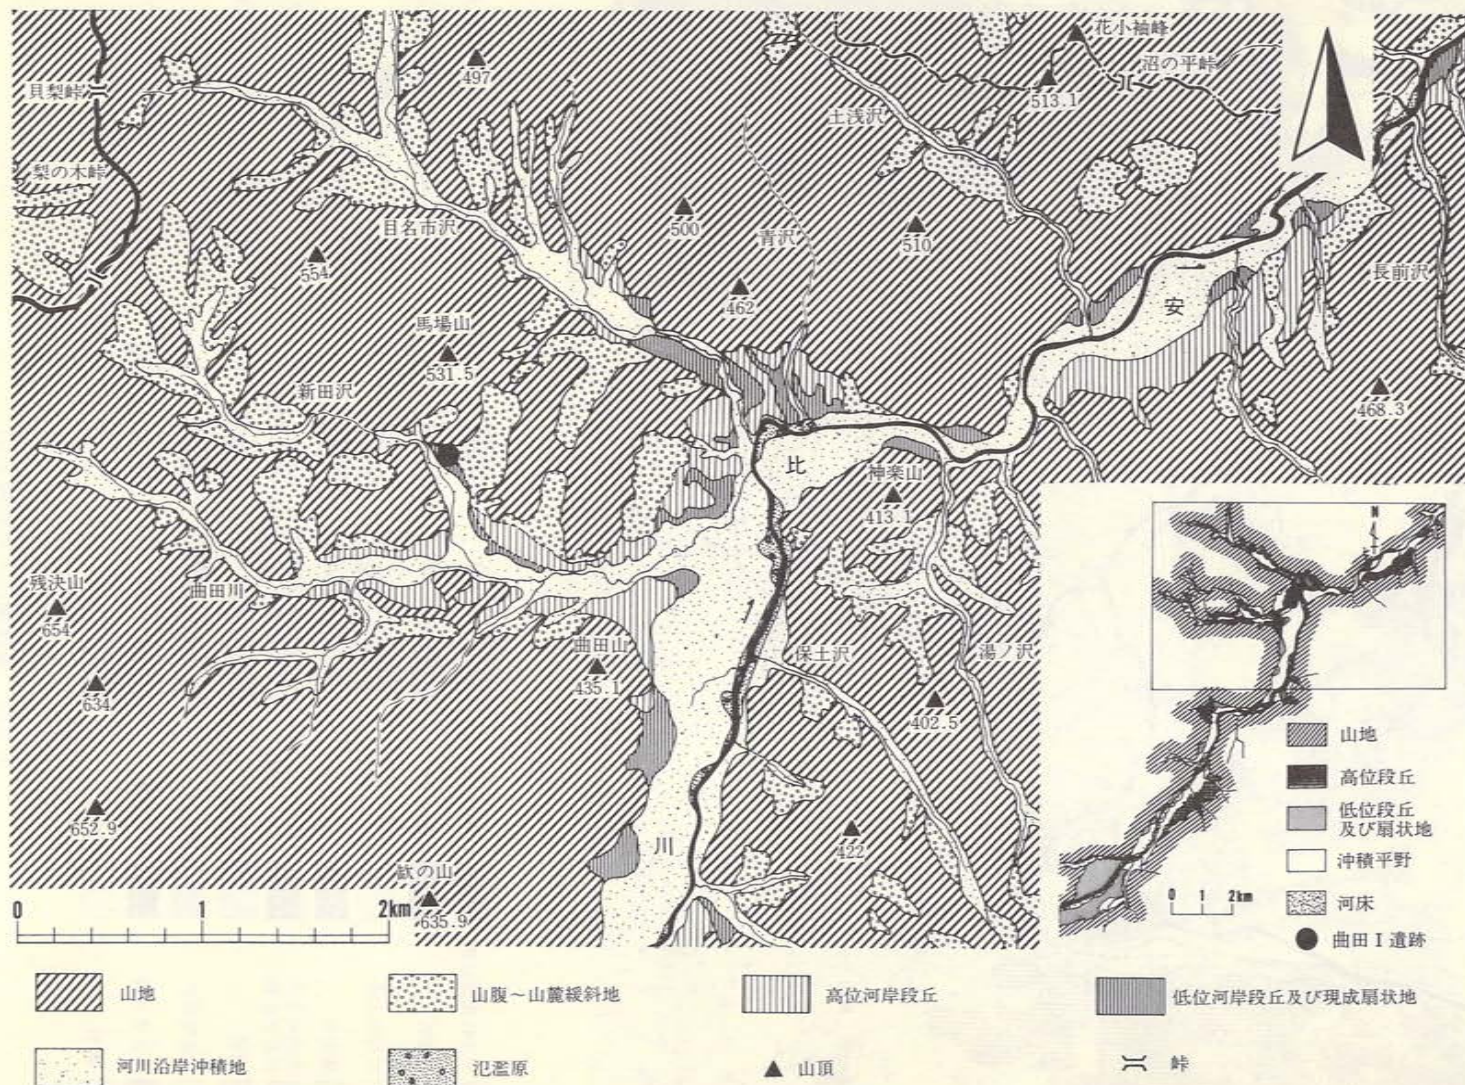 花小袖峰
497
沼の平峠
貝梨峠
513.1
土浅沢
梨の木峠
目名市沢
500
青沢
510
554
長前沢
462
安
馬場山
531.5
新田沢
468.3
比
神楽山
413.1
残決山
654
曲田川
曲田山
435.1
保土沢
湯ノ沢
634
402.5
652.9
川
422
635.9
0 1 2km
N
山地
高位段丘
低位段丘
及び扇状地
沖積平野
0 1 2km
河床
曲田Ⅰ遺跡
山地
山腹～山麓緩斜地
高位河岸段丘
低位河岸段丘及び現成扇状地
河川沿岸沖積地
氾濫原
山頂
峠